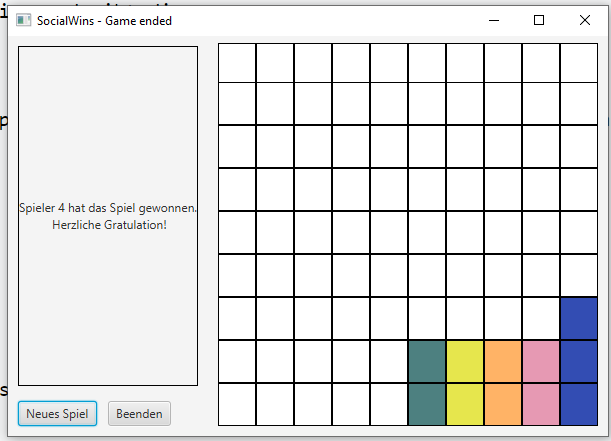 SocialWins - Game ended
Spieler 4 hat das Spiel gewonnen.
Herzliche Gratulation!
Neues Spiel
Beenden